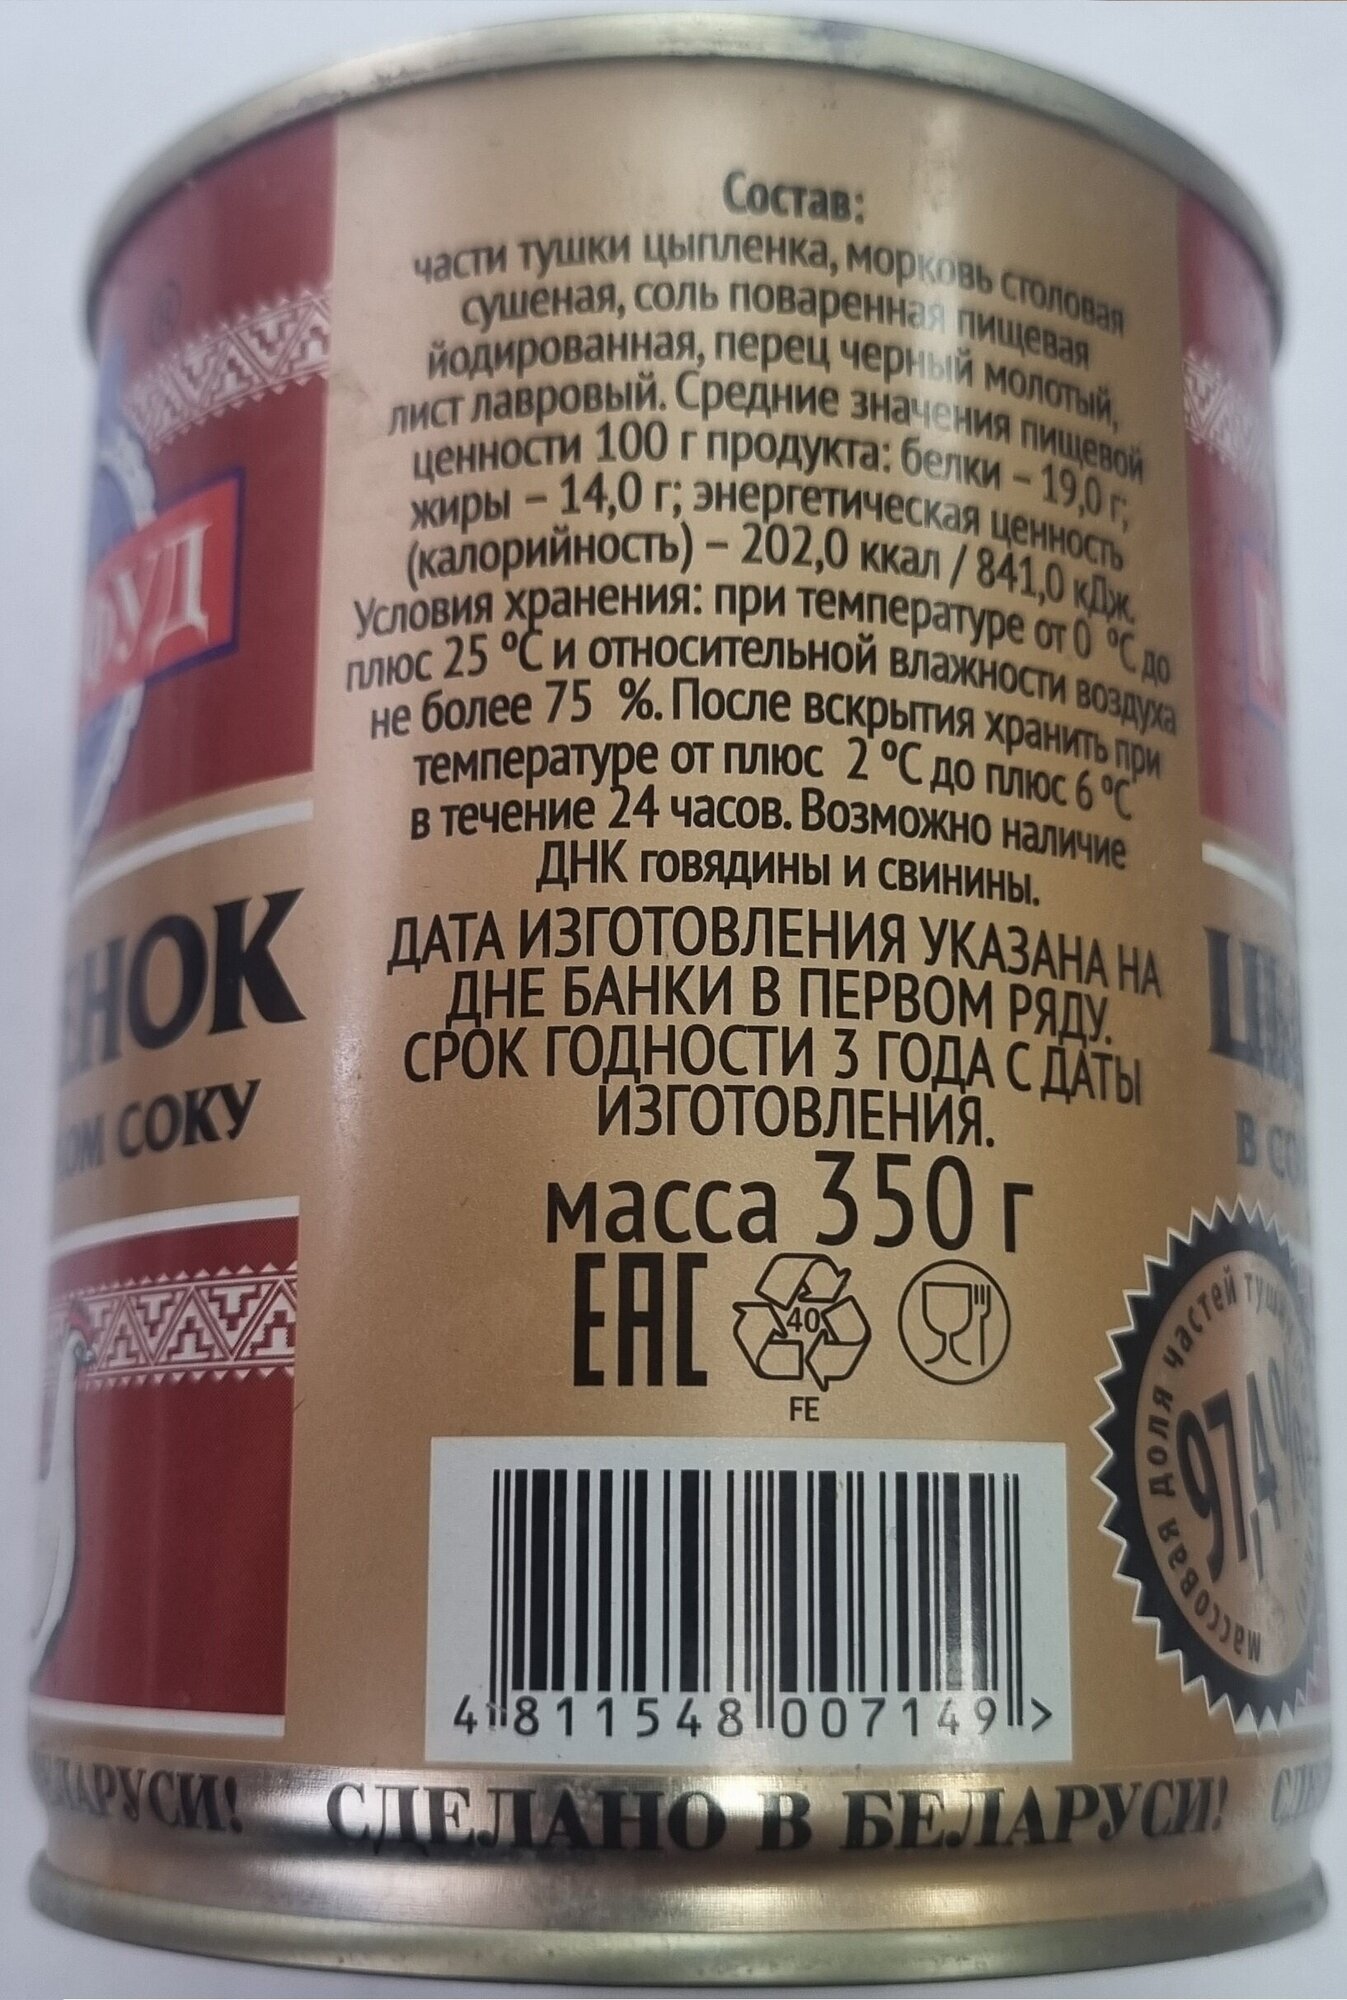 Состав:
части тушки цыпленка, морковь столовая
сушеная, соль поваренная пищевая
йодированная, перец черный молотый,
лист лавровый. Средние значения пищевой
ценности 100 г продукта: белки – 19,0 г;
жиры – 14,0 г; энергетическая ценность
(калорийность) – 202,0 ккал / 841,0 кДж.
Условия хранения: при температуре от 0 °С до
плюс 25 °С и относительной влажности воздуха
не более 75 %. После вскрытия хранить при
температуре от плюс 2 °С до плюс 6 °С
в течение 24 часов. Возможно наличие
ДНК говядины и свинины.
ДАТА ИЗГОТОВЛЕНИЯ УКАЗАНА НА
ДНЕ БАНКИ В ПЕРВОМ РЯДУ.
СРОК ГОДНОСТИ 3 ГОДА С ДАТЫ
ИЗГОТОВЛЕНИЯ.
масса 350 г
EAC
40
FE
4 811548 007149 >
СДЕЛАНО В БЕЛАРУСИ!
СОКУ
массовая доля частей
97,4%